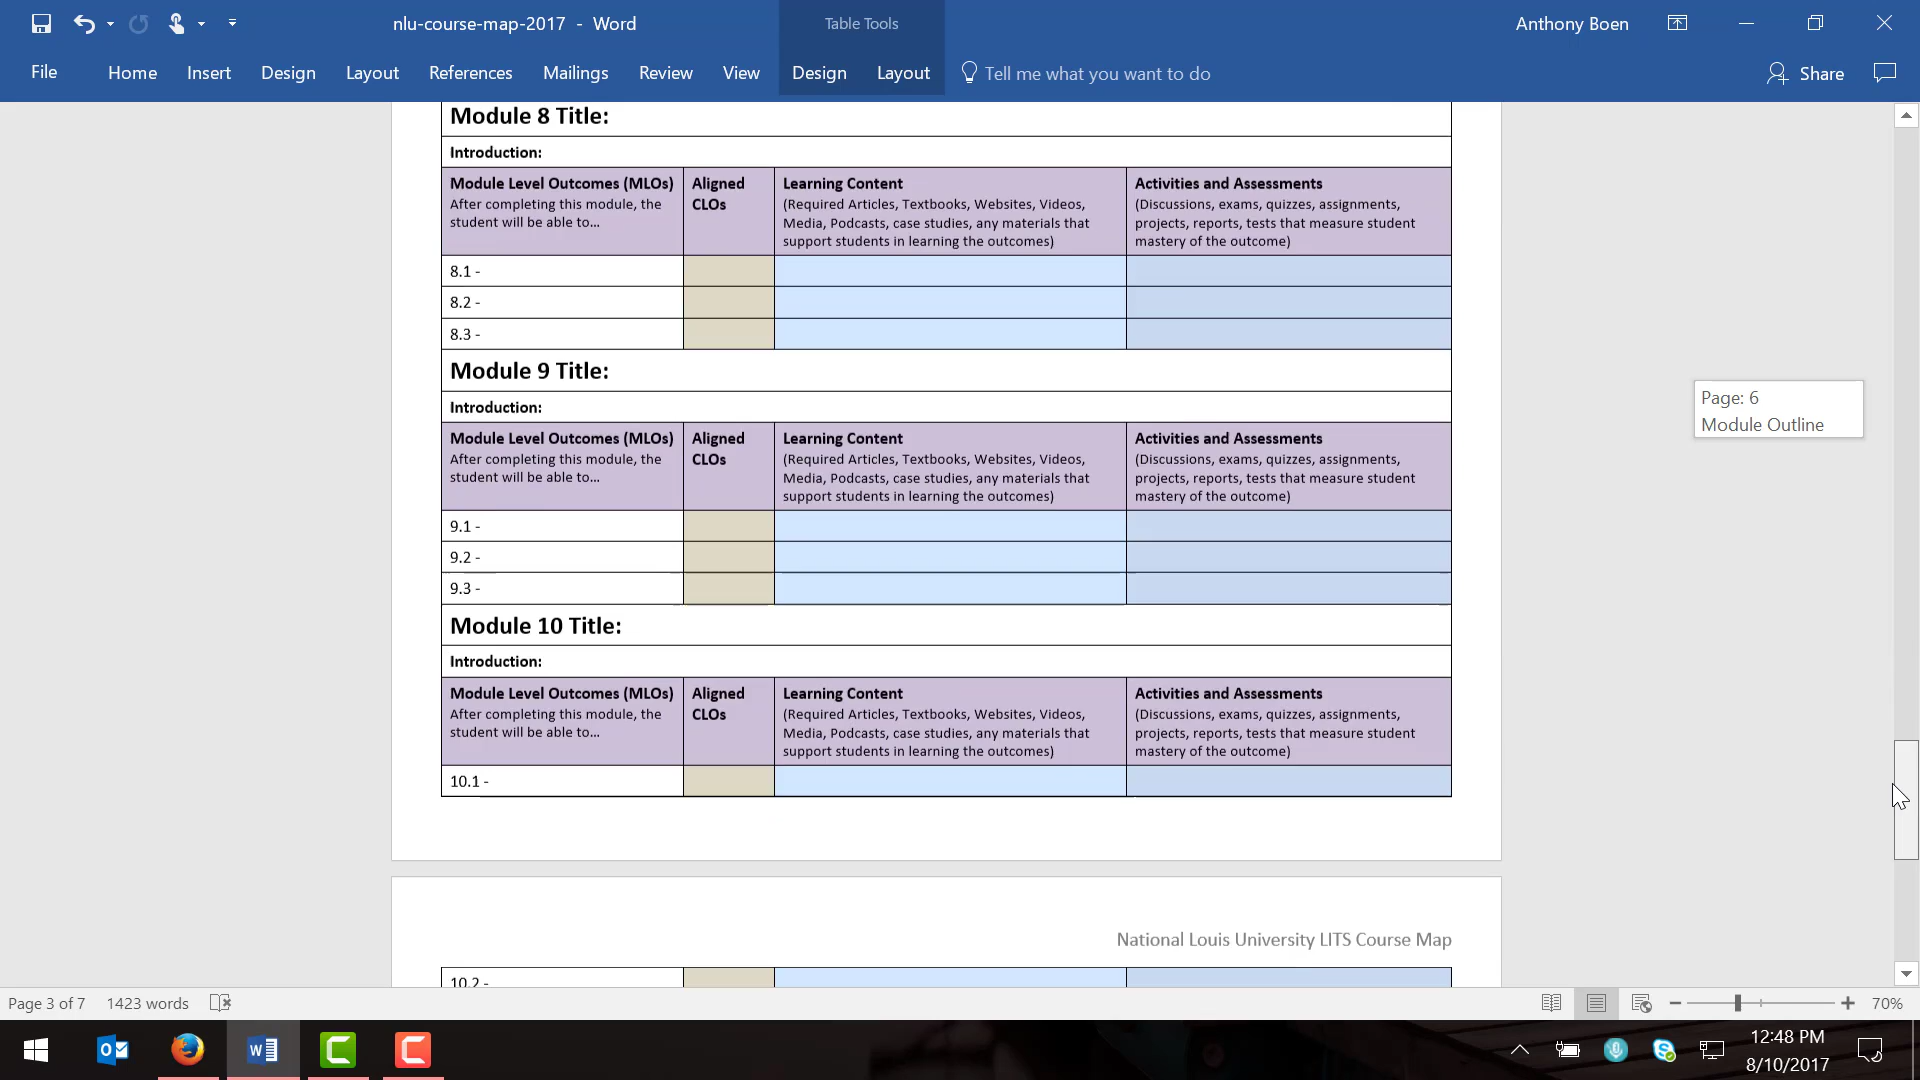 nlu-course-map-2017 - Word
Table Tools
Anthony Boen
File Home Insert Design Layout References Mailings Review View Design Layout Tell me what you want to do Share
Module 8 Title:
Introduction:
Module Level Outcomes (MLOs)
After completing this module, the
student will be able to...
Aligned
CLOs
Learning Content
(Required Articles, Textbooks, Websites, Videos,
Media, Podcasts, case studies, any materials that
support students in learning the outcomes)
Activities and Assessments
(Discussions, exams, quizzes, assignments,
projects, reports, tests that measure student
mastery of the outcome)
8.1 -
8.2 -
8.3 -
Module 9 Title:
Introduction:
Module Level Outcomes (MLOs)
After completing this module, the
student will be able to...
Aligned
CLOs
Learning Content
(Required Articles, Textbooks, Websites, Videos,
Media, Podcasts, case studies, any materials that
support students in learning the outcomes)
Activities and Assessments
(Discussions, exams, quizzes, assignments,
projects, reports, tests that measure student
mastery of the outcome)
9.1 -
9.2 -
9.3 -
Module 10 Title:
Introduction:
Module Level Outcomes (MLOs)
After completing this module, the
student will be able to...
Aligned
CLOs
Learning Content
(Required Articles, Textbooks, Websites, Videos,
Media, Podcasts, case studies, any materials that
support students in learning the outcomes)
Activities and Assessments
(Discussions, exams, quizzes, assignments,
projects, reports, tests that measure student
mastery of the outcome)
10.1 -
Page: 6
Module Outline
National Louis University LITS Course Map
10.2 -
Page 3 of 7 1423 words
70%
12:48 PM
8/10/2017